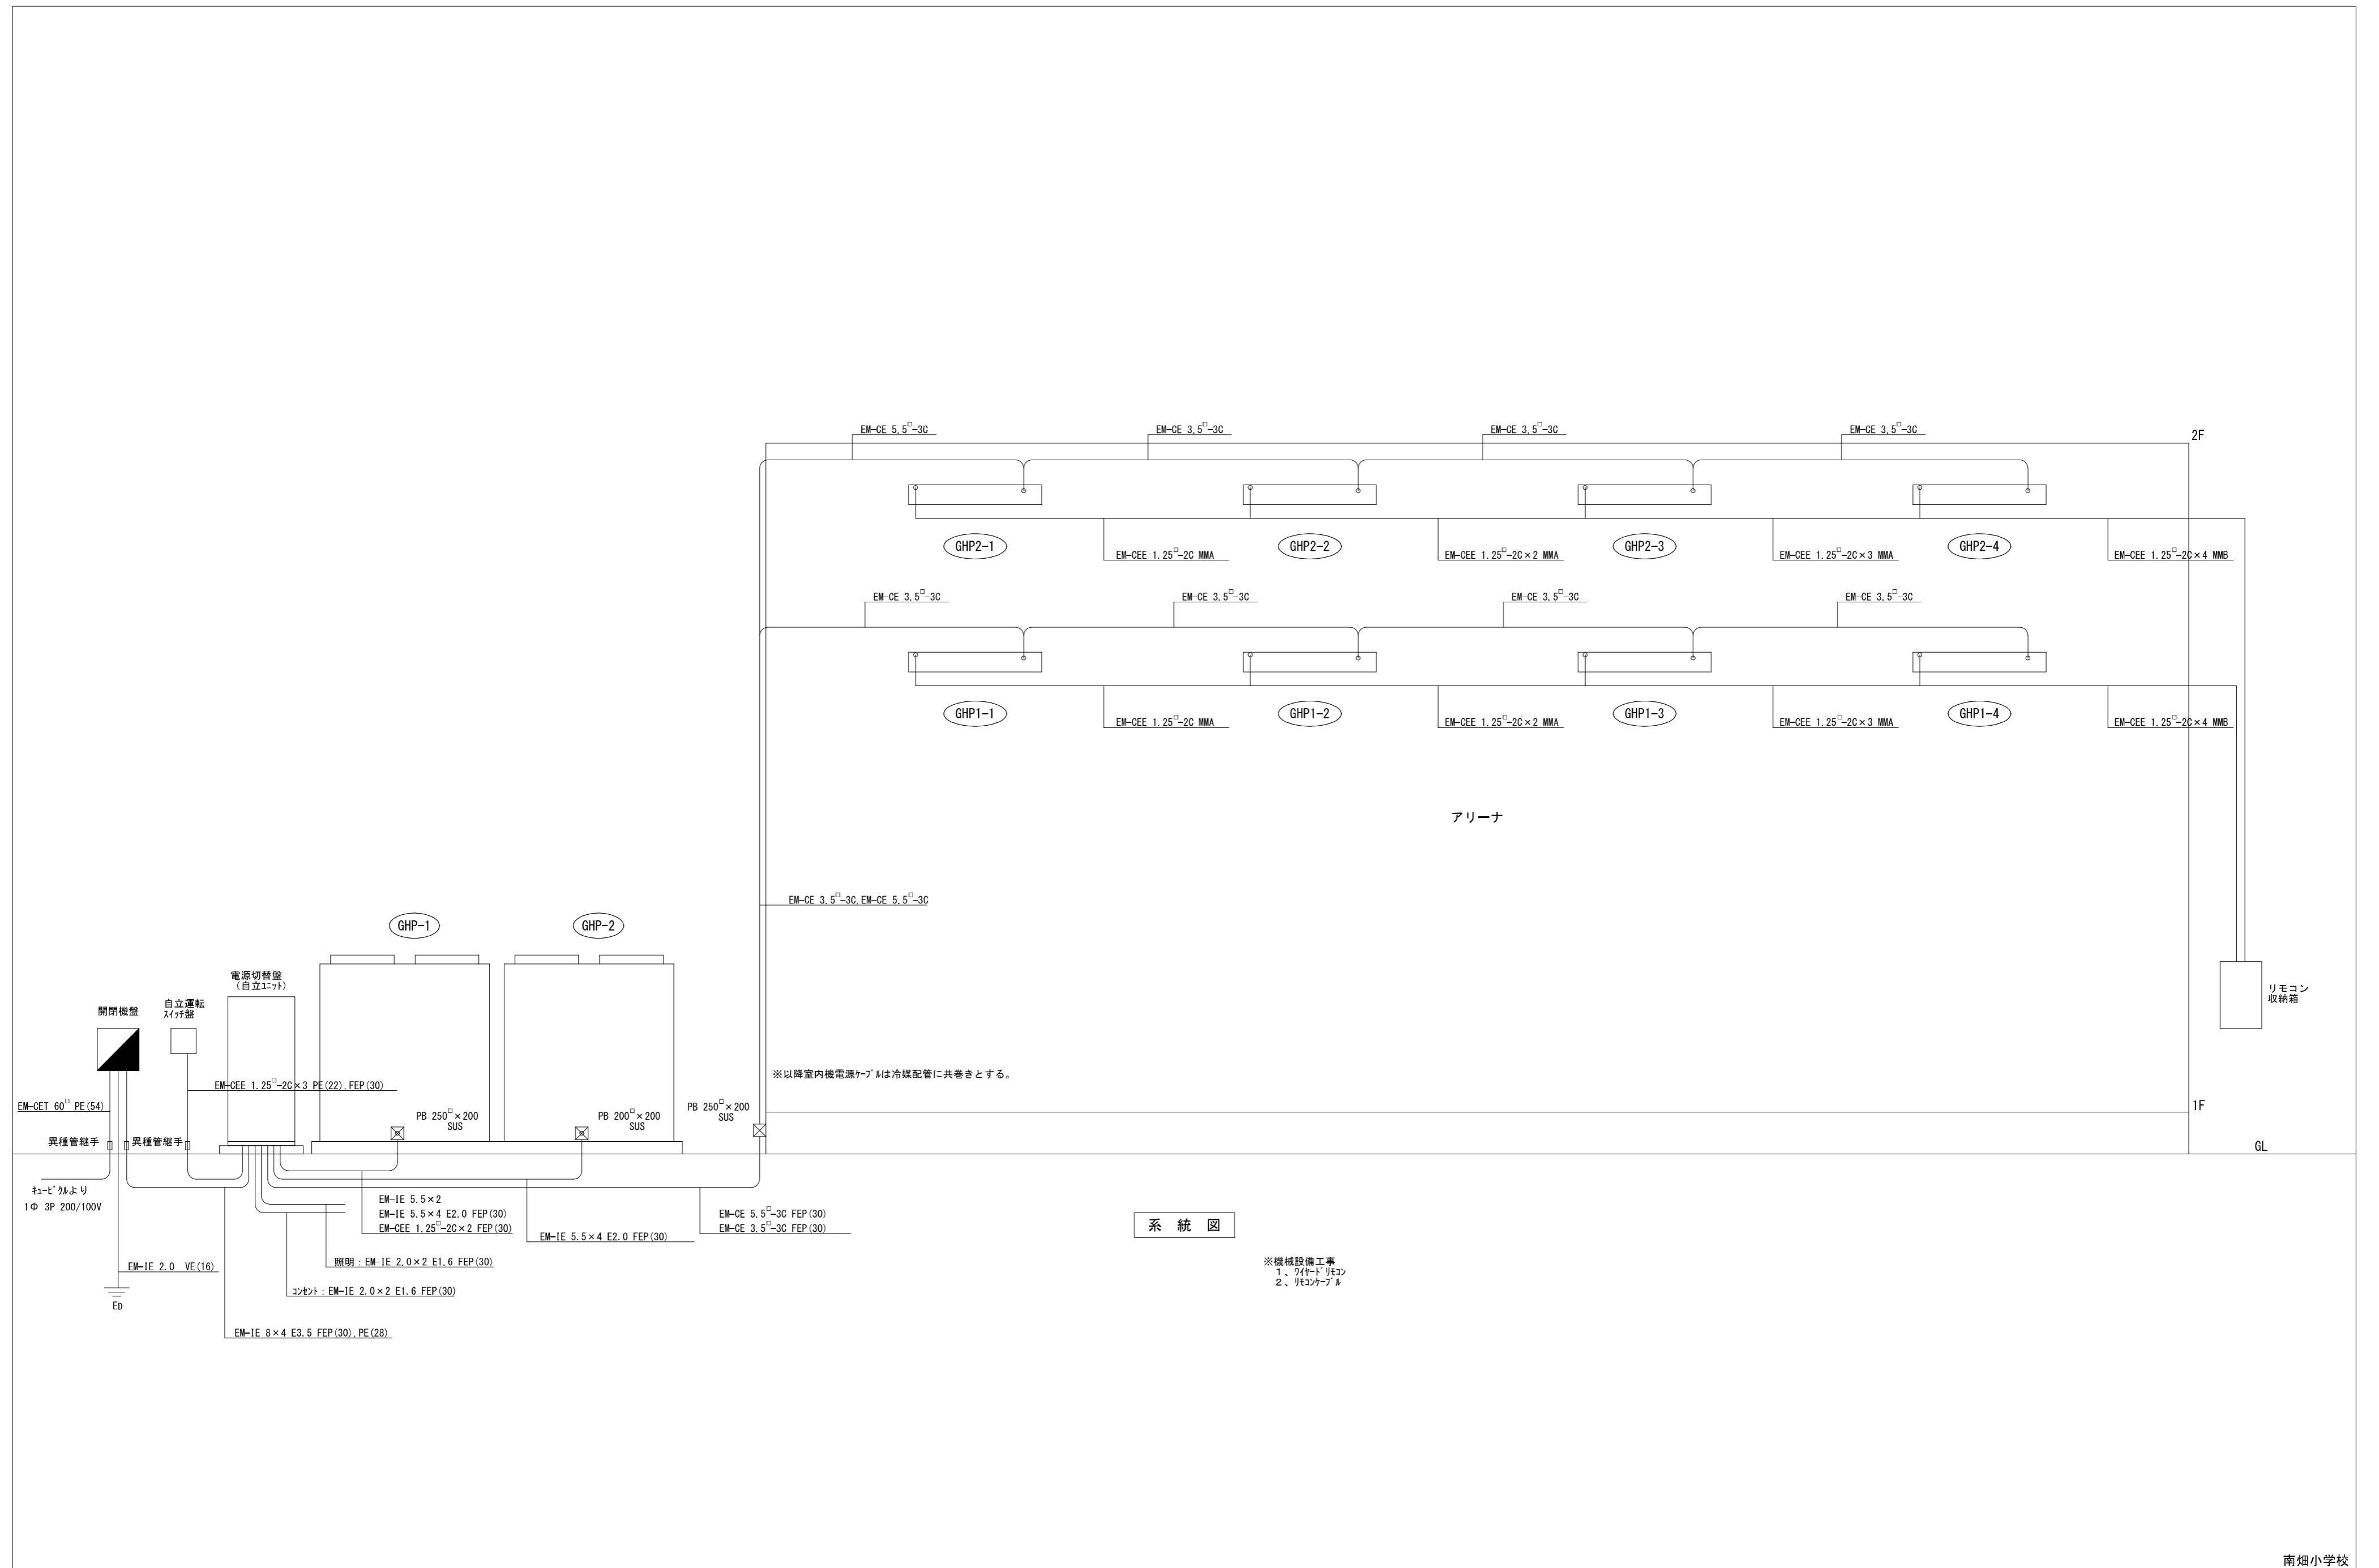 EM-CE 5.5□-3C
EM-CE 3.5□-3C
EM-CE 3.5□-3C
EM-CE 3.5□-3C
2F
GHP2-1
GHP2-2
GHP2-3
GHP2-4
EM-CEE 1.25□-2C MMA
EM-CEE 1.25□-2C×2 MMA
EM-CEE 1.25□-2C×3 MMA
EM-CEE 1.25□-2C×4 MMB
EM-CE 3.5□-3C
EM-CE 3.5□-3C
EM-CE 3.5□-3C
EM-CE 3.5□-3C
GHP1-1
GHP1-2
GHP1-3
GHP1-4
EM-CEE 1.25□-2C MMA
EM-CEE 1.25□-2C×2 MMA
EM-CEE 1.25□-2C×3 MMA
EM-CEE 1.25□-2C×4 MMB
アリーナ
EM-CE 3.5□-3C,EM-CE 5.5□-3C
GHP-1
GHP-2
電源切替盤
(自立ﾕﾆｯﾄ)
開閉機盤
自立運転
ｽｲｯﾁ盤
リモコン
収納箱
※以降室内機電源ｹｰﾌﾞﾙは冷媒配管に共巻きとする。
EM-CEE 1.25□-2C×3 PE(22),FEP(30)
EM-CET 60□ PE(54)
PB 250□×200
SUS
PB 200□×200
SUS
PB 250□×200
SUS
1F
異種管継手
異種管継手
GL
ｷｭｰﾋﾞｸﾙより
1Φ 3P 200/100V
EM-IE 5.5×2
EM-IE 5.5×4 E2.0 FEP(30)
EM-CEE 1.25□-2C×2 FEP(30)
EM-IE 5.5×4 E2.0 FEP(30)
EM-CE 5.5□-3C FEP(30)
EM-CE 3.5□-3C FEP(30)
系 統 図
照明：EM-IE 2.0×2 E1.6 FEP(30)
EM-IE 2.0 VE(16)
ｺﾝｾﾝﾄ：EM-IE 2.0×2 E1.6 FEP(30)
※機械設備工事
1、ﾜｲﾔｰﾄﾞﾘﾓｺﾝ
2、ﾘﾓｺﾝｹｰﾌﾞﾙ
ED
EM-IE 8×4 E3.5 FEP(30),PE(28)
南畑小学校